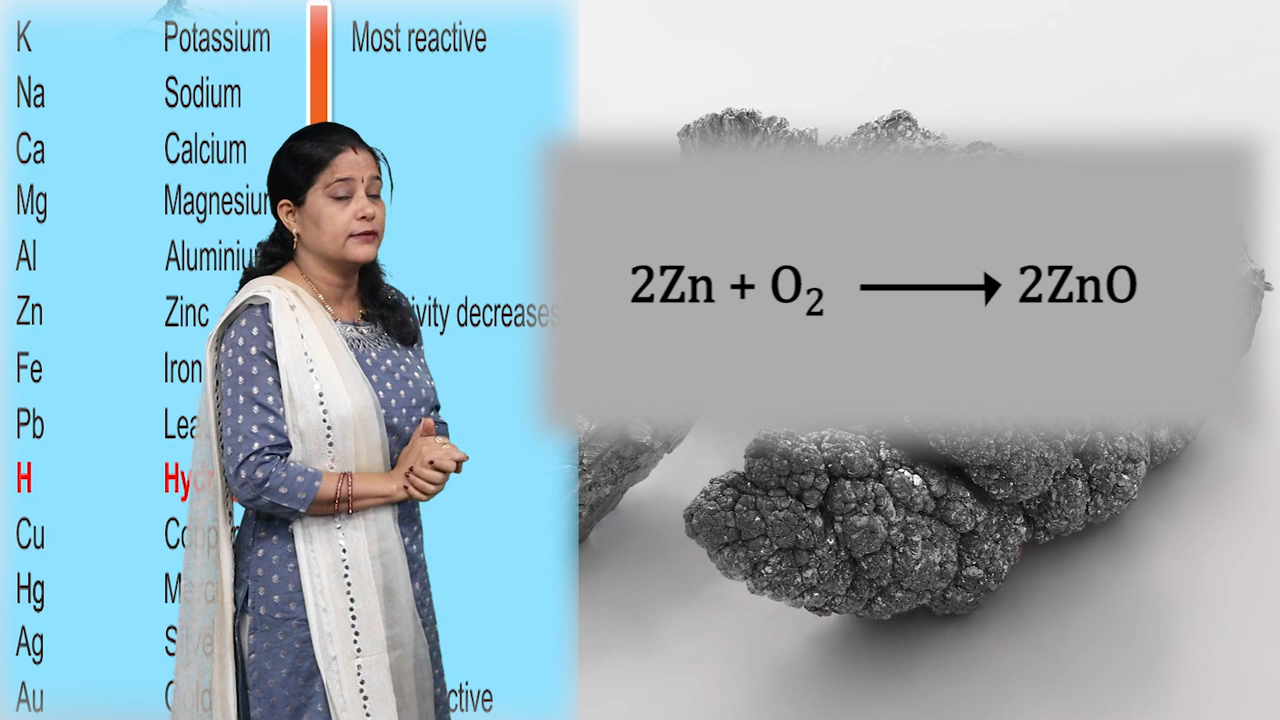 K Potassium Most reactive
Na Sodium
Ca Calcium
Mg
Al
Zn Zinc decreases
Fe Iron
Pb
H
Cu
Hg
Ag
Au
2Zn + O₂ ⟶ 2ZnO